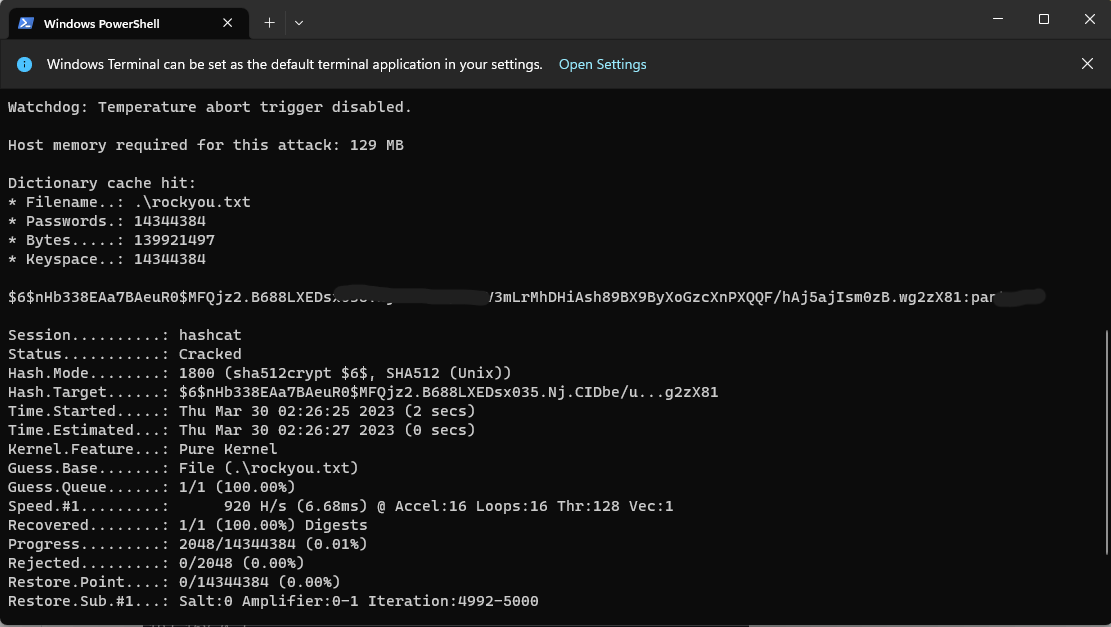 Windows PowerShell
Windows Terminal can be set as the default terminal application in your settings. Open Settings
Watchdog: Temperature abort trigger disabled.
Host memory required for this attack: 129 MB
Dictionary cache hit:
* Filename..: .\rockyou.txt
* Passwords.: 14344384
* Bytes.....: 139921497
* Keyspace..: 14344384
$6$nHb338EAa7BAeuR0$MFQjz2.B688LXEDs /3mLrMhDHiAsh89BX9ByXoGzcXnPXQQF/hAj5ajIsm0zB.wg2zX81:pa
Session..........: hashcat
Status...........: Cracked
Hash.Mode........: 1800 (sha512crypt $6$, SHA512 (Unix))
Hash.Target......: $6$nHb338EAa7BAeuR0$MFQjz2.B688LXEDsx035.Nj.CIDbe/u...g2zX81
Time.Started.....: Thu Mar 30 02:26:25 2023 (2 secs)
Time.Estimated...: Thu Mar 30 02:26:27 2023 (0 secs)
Kernel.Feature...: Pure Kernel
Guess.Base.......: File (.\rockyou.txt)
Guess.Queue......: 1/1 (100.00%)
Speed.#1.........:      920 H/s (6.68ms) @ Accel:16 Loops:16 Thr:128 Vec:1
Recovered........: 1/1 (100.00%) Digests
Progress.........: 2048/14344384 (0.01%)
Rejected.........: 0/2048 (0.00%)
Restore.Point....: 0/14344384 (0.00%)
Restore.Sub.#1...: Salt:0 Amplifier:0-1 Iteration:4992-5000